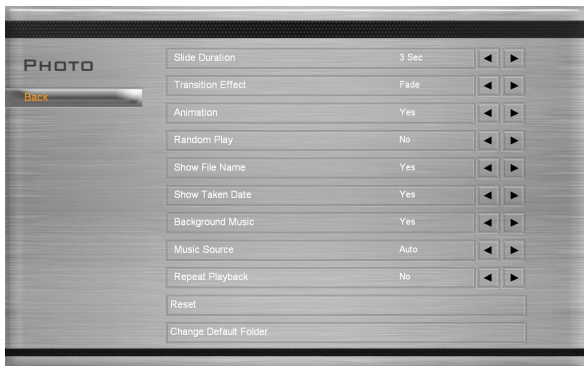 PHOTO
Back
Slide Duration 3 Sec
Transition Effect Fade
Animation Yes
Random Play No
Show File Name Yes
Show Taken Date Yes
Background Music Yes
Music Source Auto
Repeat Playback No
Reset
Change Default Folder